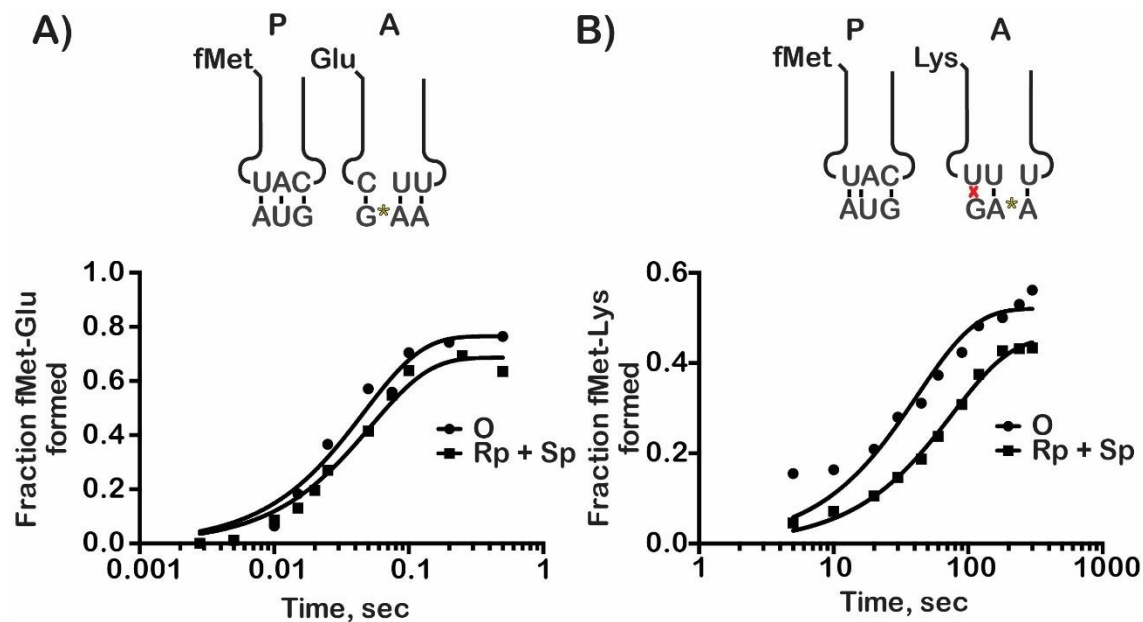 A)
P A
fMet Glu
UAC C UU
AUG G*AA
Fraction fMet-Glu
formed
1.0
0.8
0.6
0.4
0.2
0.0
0.001 0.01 0.1 1
Time, sec
O
Rp + Sp
B)
P A
fMet Lys
UAC UU U
x
AUG GA*A
Fraction fMet-Lys
formed
0.6
0.4
0.2
0.0
1 10 100 1000
Time, sec
O
Rp + Sp